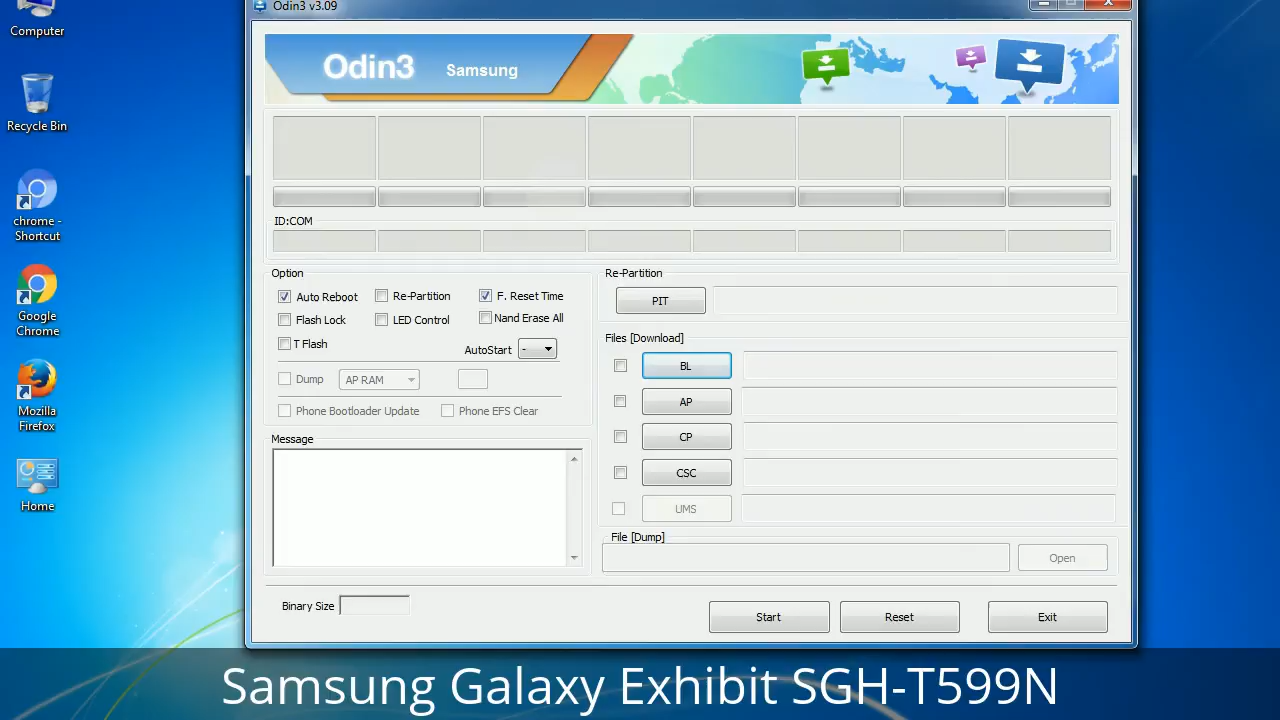 Odin3 v3.09
Computer
Recycle Bin
chrome -
Shortcut
Google
Chrome
Mozilla
Firefox
Home
Odin3 Samsung
ID:COM
Option
Auto Reboot
Re-Partition
F. Reset Time
Flash Lock
LED Control
Nand Erase All
T Flash
AutoStart -
Dump
AP RAM
Phone Bootloader Update
Phone EFS Clear
Message
Re-Partition
PIT
Files [Download]
BL
AP
CP
CSC
UMS
File [Dump]
Open
Binary Size
Start
Reset
Exit
Samsung Galaxy Exhibit SGH-T599N